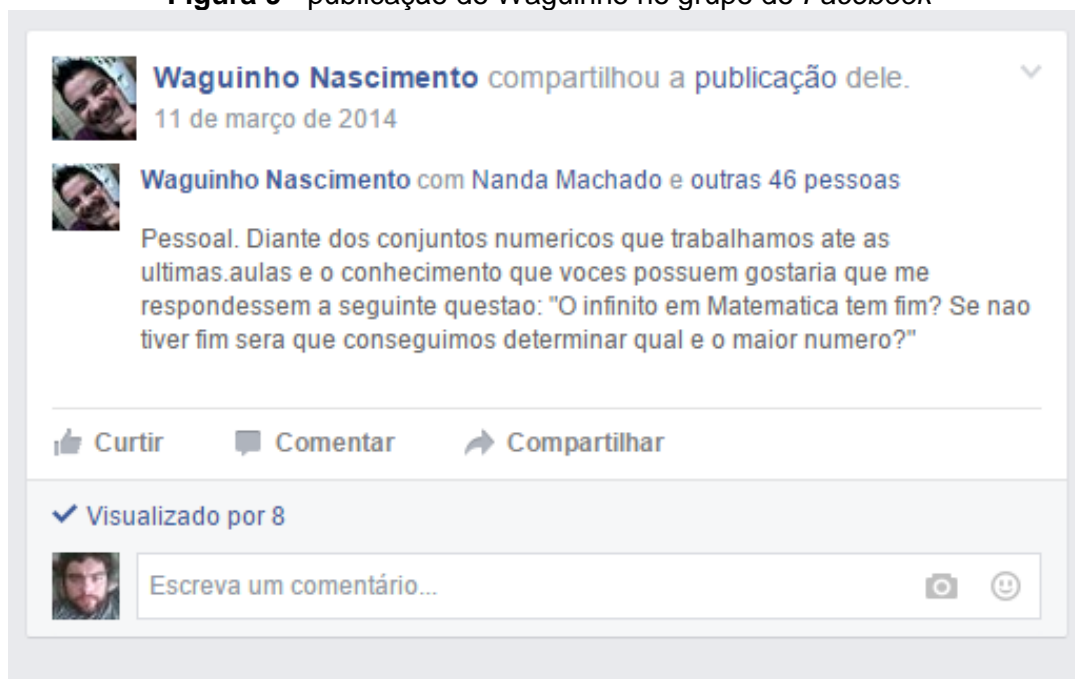 Figura 5 - publicação de Waguinho no grupo do Facebook
Waguinho Nascimento compartilhou a publicação dele.
11 de março de 2014
Waguinho Nascimento com Nanda Machado e outras 46 pessoas
Pessoal. Diante dos conjuntos numericos que trabalhamos ate as
ultimas.aulas e o conhecimento que voces possuem gostaria que me
respondessem a seguinte questao: "O infinito em Matematica tem fim? Se nao
tiver fim sera que conseguimos determinar qual e o maior numero?"
Curtir Comentar Compartilhar
Visualizado por 8
Escreva um comentário...